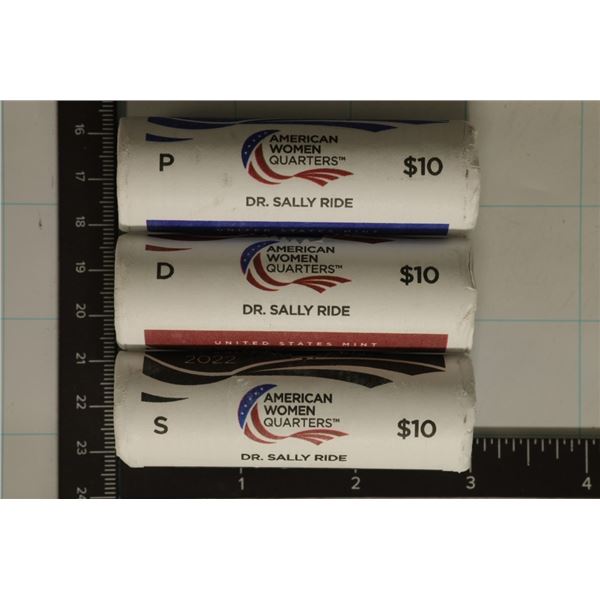 P
AMERICAN
WOMEN
QUARTERS™
$10
DR. SALLY RIDE
UNITED STATES MINT
D
AMERICAN
WOMEN
QUARTERS™
$10
DR. SALLY RIDE
UNITED STATES MINT
2022
S
AMERICAN
WOMEN
QUARTERS™
$10
DR. SALLY RIDE
16
17
18
19
20
21
22
23
24
1 2 3 4